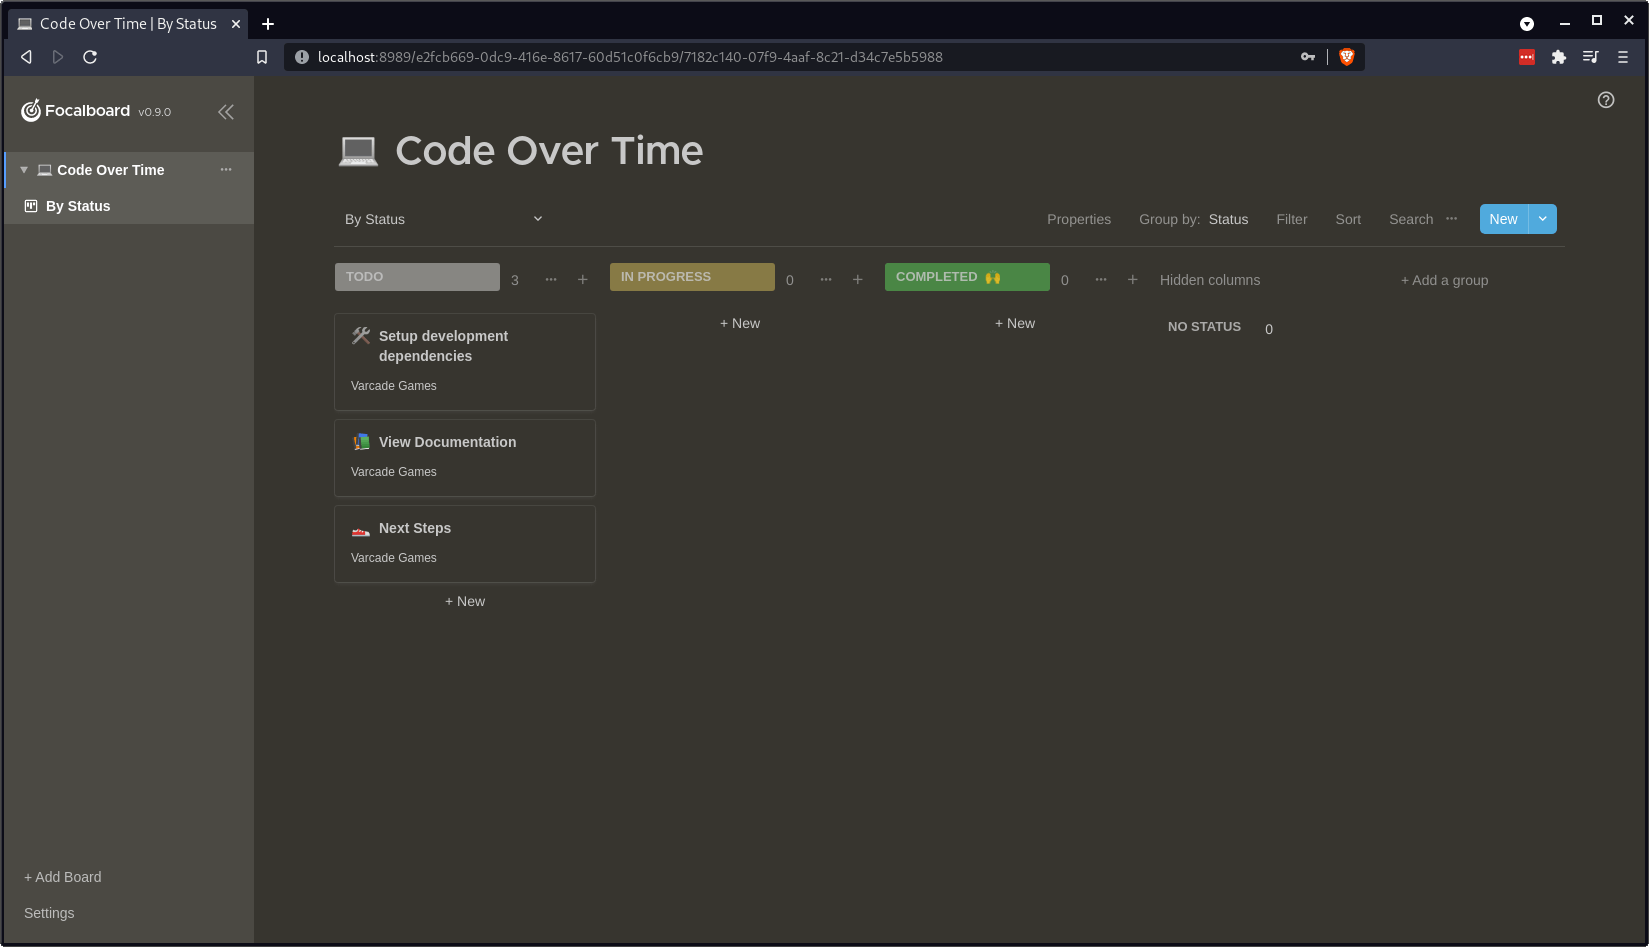 Code Over Time | By Status
localhost:8989/e2fcb669-0dc9-416e-8617-60d51c0f6cb9/7182c140-07f9-4aaf-8c21-d34c7e5b5988
Focalboard v0.9.0
Code Over Time
By Status
+ Add Board
Settings
Code Over Time
By Status
Properties Group by: Status Filter Sort Search New
TODO 3
IN PROGRESS 0
COMPLETED 🙌 0
Hidden columns
+ Add a group
Setup development
dependencies
Varcade Games
View Documentation
Varcade Games
Next Steps
Varcade Games
+ New
+ New
+ New
NO STATUS 0